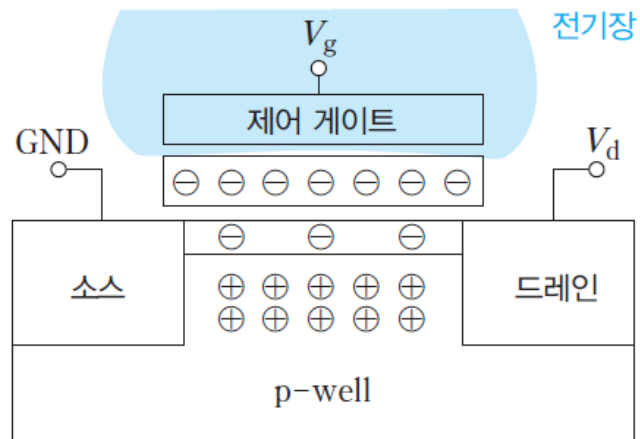 전기장
Vg
제어 게이트
GND
Vd
⊖ ⊖ ⊖ ⊖ ⊖ ⊖ ⊖
⊖ ⊖ ⊖
소스
⊕ ⊕ ⊕ ⊕ ⊕
드레인
⊕ ⊕ ⊕ ⊕ ⊕
p-well